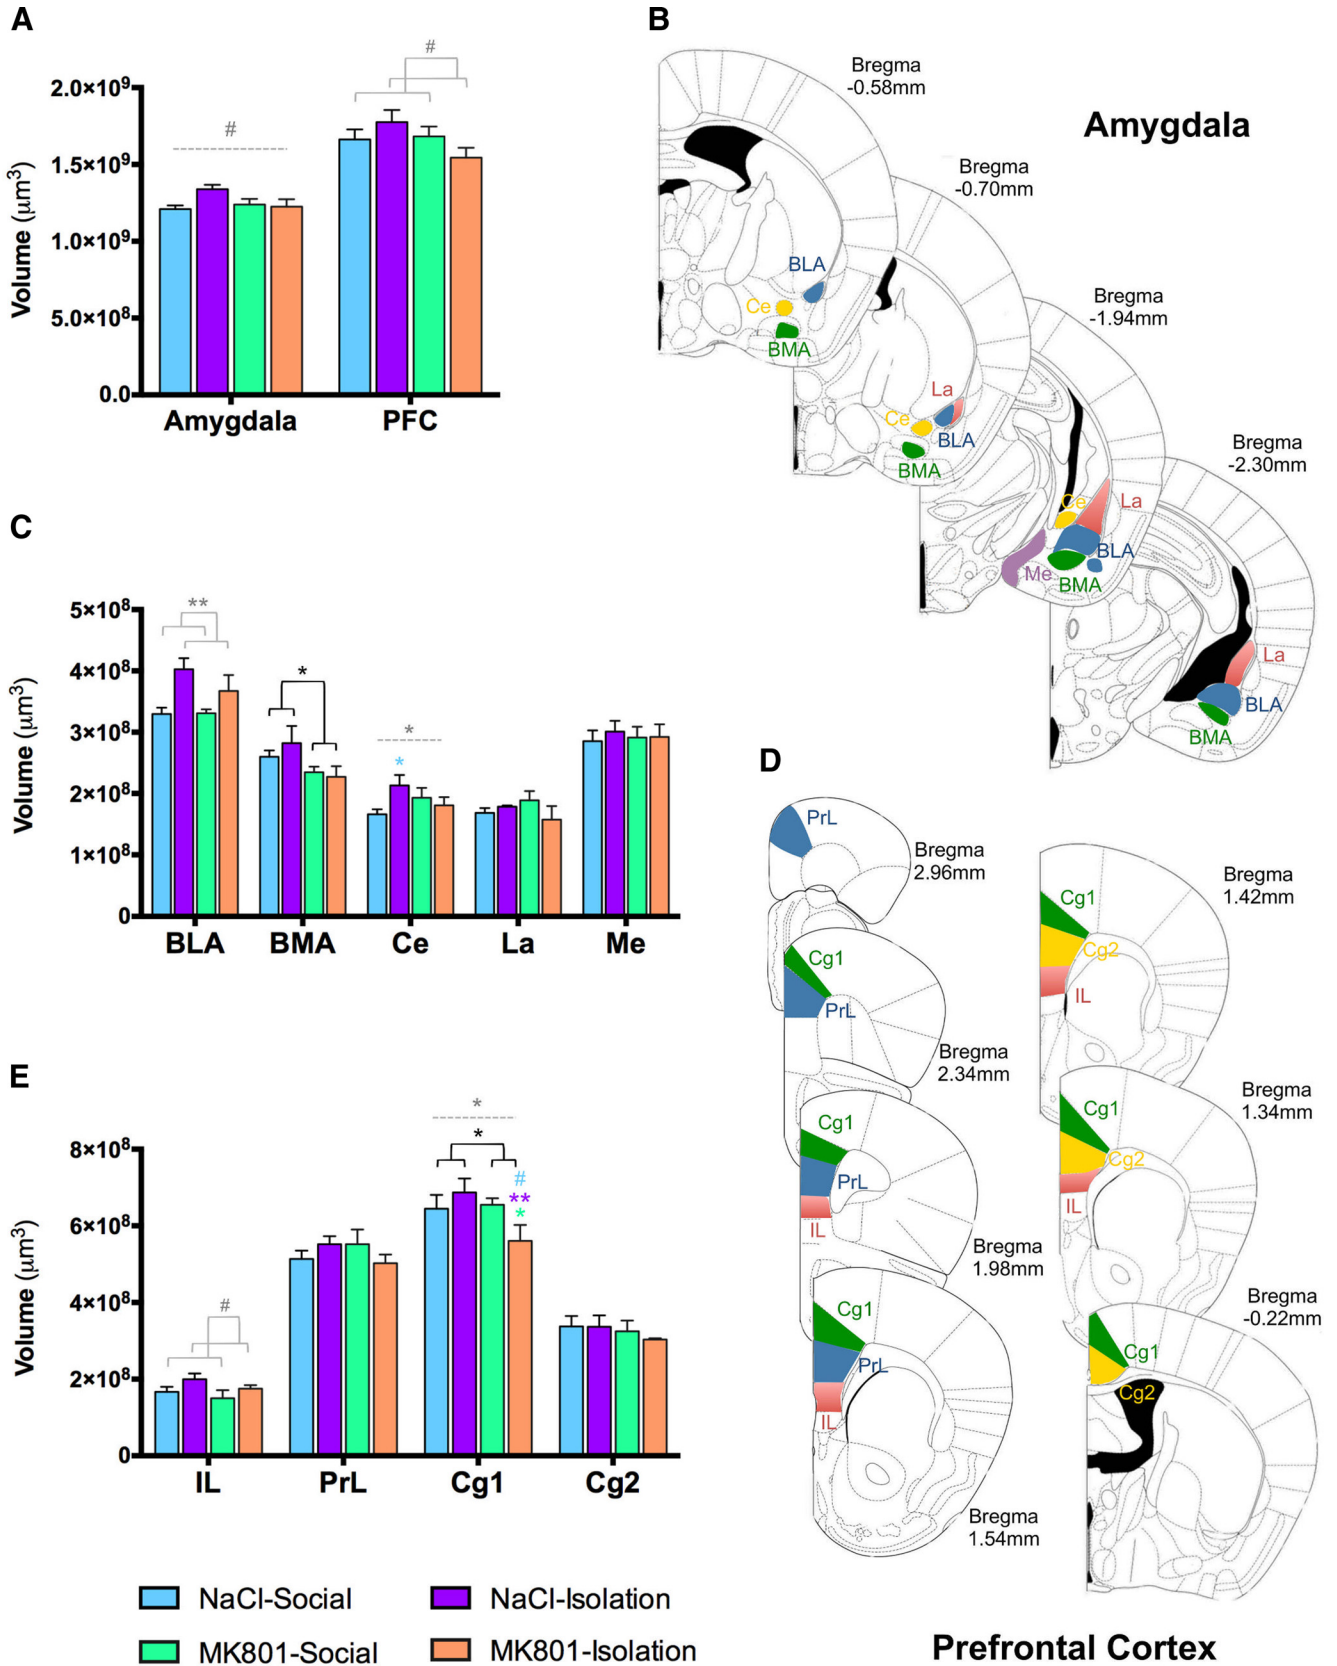 A
#
#
2.0×10⁹
1.5×10⁹
1.0×10⁹
5.0×10⁸
0.0
Volume (μm³)
Amygdala
PFC
B
Amygdala
Bregma
-0.58mm
BLA
Ce
BMA
Bregma
-0.70mm
La
Ce
BLA
BMA
Bregma
-1.94mm
Ce
La
BLA
Me
BMA
Bregma
-2.30mm
La
BLA
BMA
C
**
*
*
*
5×10⁸
4×10⁸
3×10⁸
2×10⁸
1×10⁸
0
Volume (μm³)
BLA
BMA
Ce
La
Me
D
PrL
Bregma
2.96mm
Cg1
PrL
Bregma
2.34mm
Cg1
PrL
IL
Bregma
1.98mm
Cg1
PrL
IL
Bregma
1.54mm
Cg1
Cg2
IL
Bregma
1.42mm
Cg1
Cg2
IL
Bregma
1.34mm
Cg1
Cg2
Bregma
-0.22mm
Prefrontal Cortex
E
#
*
*
#
**
*
8×10⁸
6×10⁸
4×10⁸
2×10⁸
0
Volume (μm³)
IL
PrL
Cg1
Cg2
NaCl-Social
NaCl-Isolation
MK801-Social
MK801-Isolation